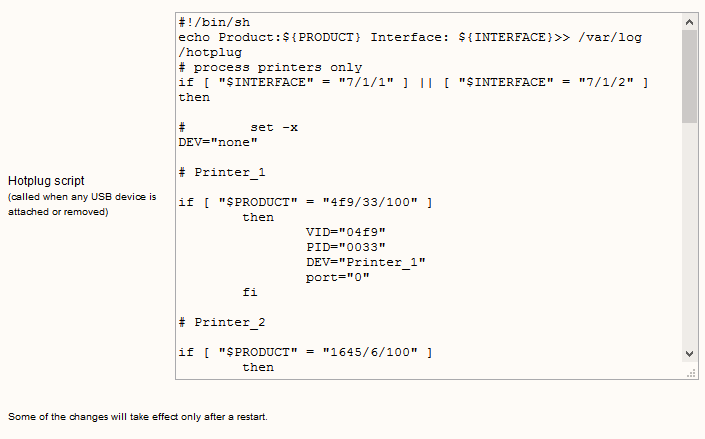 #!/bin/sh
echo Product:${PRODUCT} Interface: ${INTERFACE}>> /var/log
/hotplug
# process printers only
if [ "$INTERFACE" = "7/1/1" ] || [ "$INTERFACE" = "7/1/2" ]
then
#        set -x
DEV="none"
# Printer_1
Hotplug script
(called when any USB device is
attached or removed)
if [ "$PRODUCT" = "4f9/33/100" ]
then
VID="04f9"
PID="0033"
DEV="Printer_1"
port="0"
fi
# Printer_2
if [ "$PRODUCT" = "1645/6/100" ]
then
Some of the changes will take effect only after a restart.